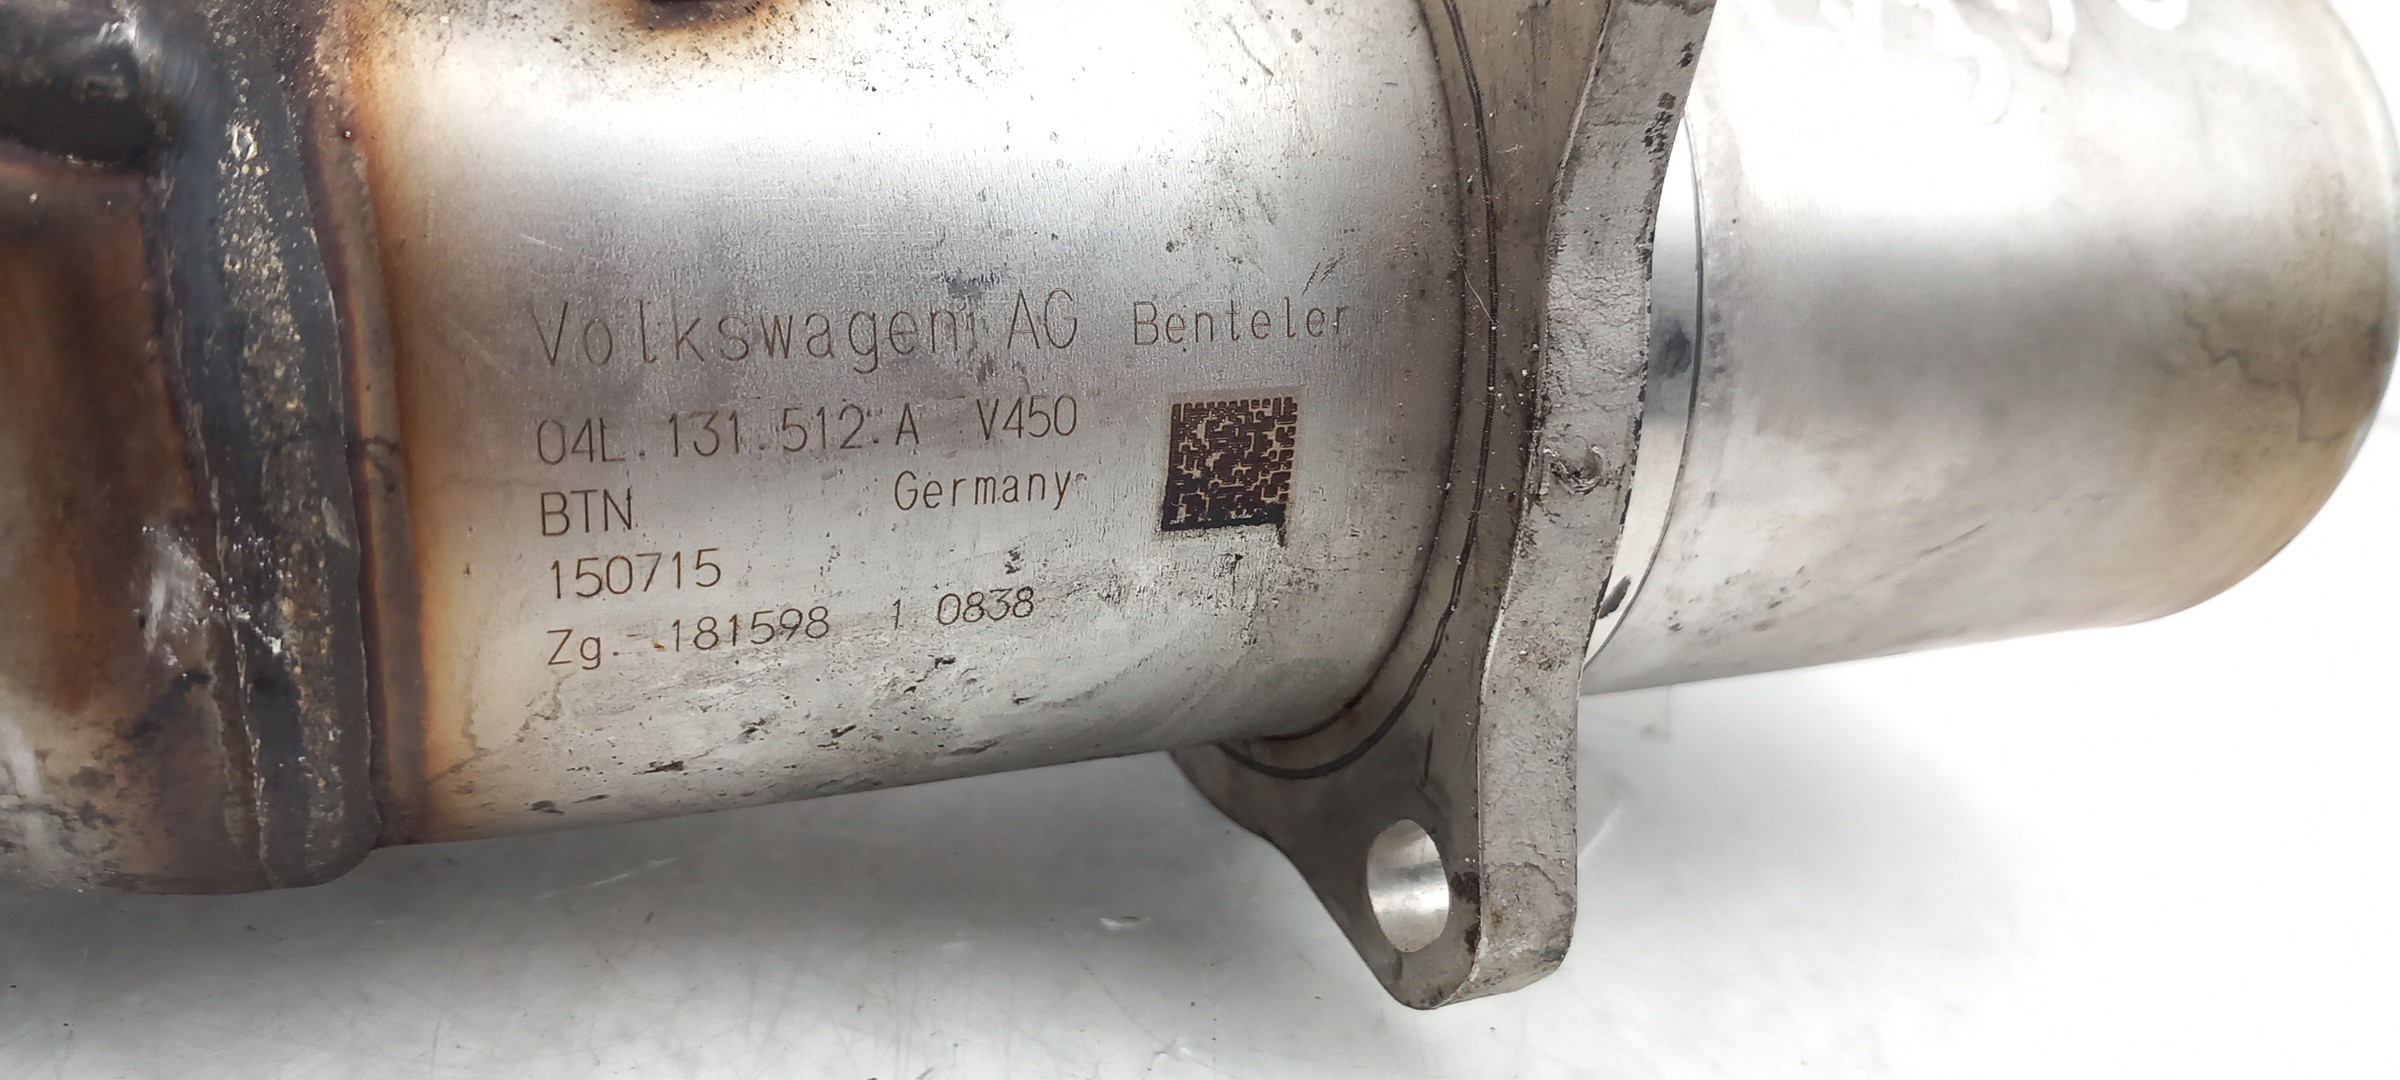 Volkswagen AG Benteler
04L.131.512.A V450
BTN Germany
150715
Zg.-.181598 1 0838